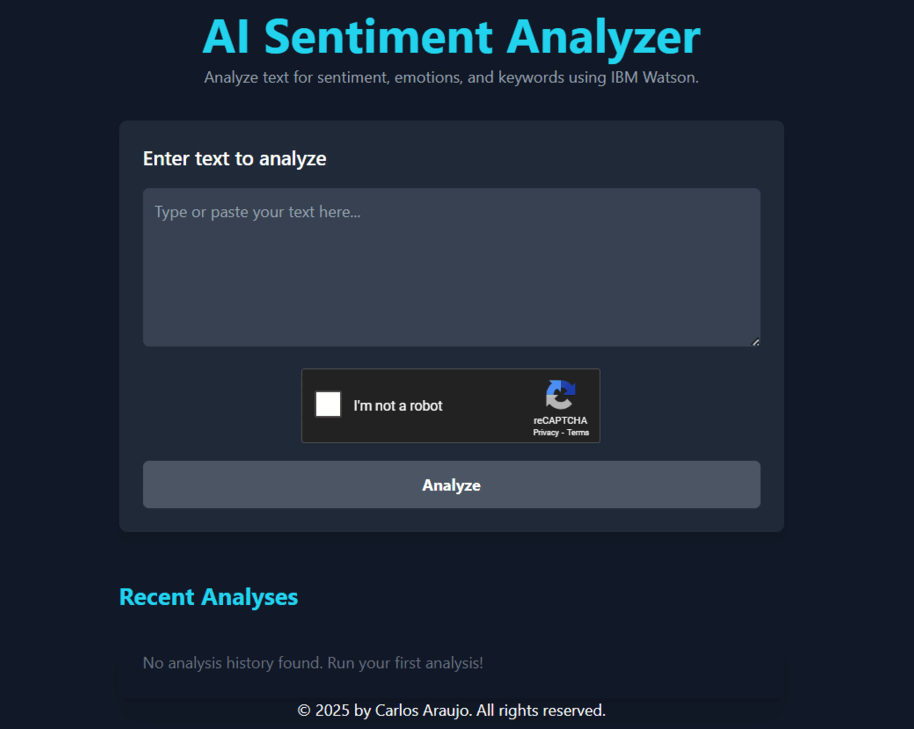 AI Sentiment Analyzer
Analyze text for sentiment, emotions, and keywords using IBM Watson.
Enter text to analyze
Type or paste your text here...
I'm not a robot
reCAPTCHA
Privacy - Terms
Analyze
Recent Analyses
No analysis history found. Run your first analysis!
© 2025 by Carlos Araujo. All rights reserved.